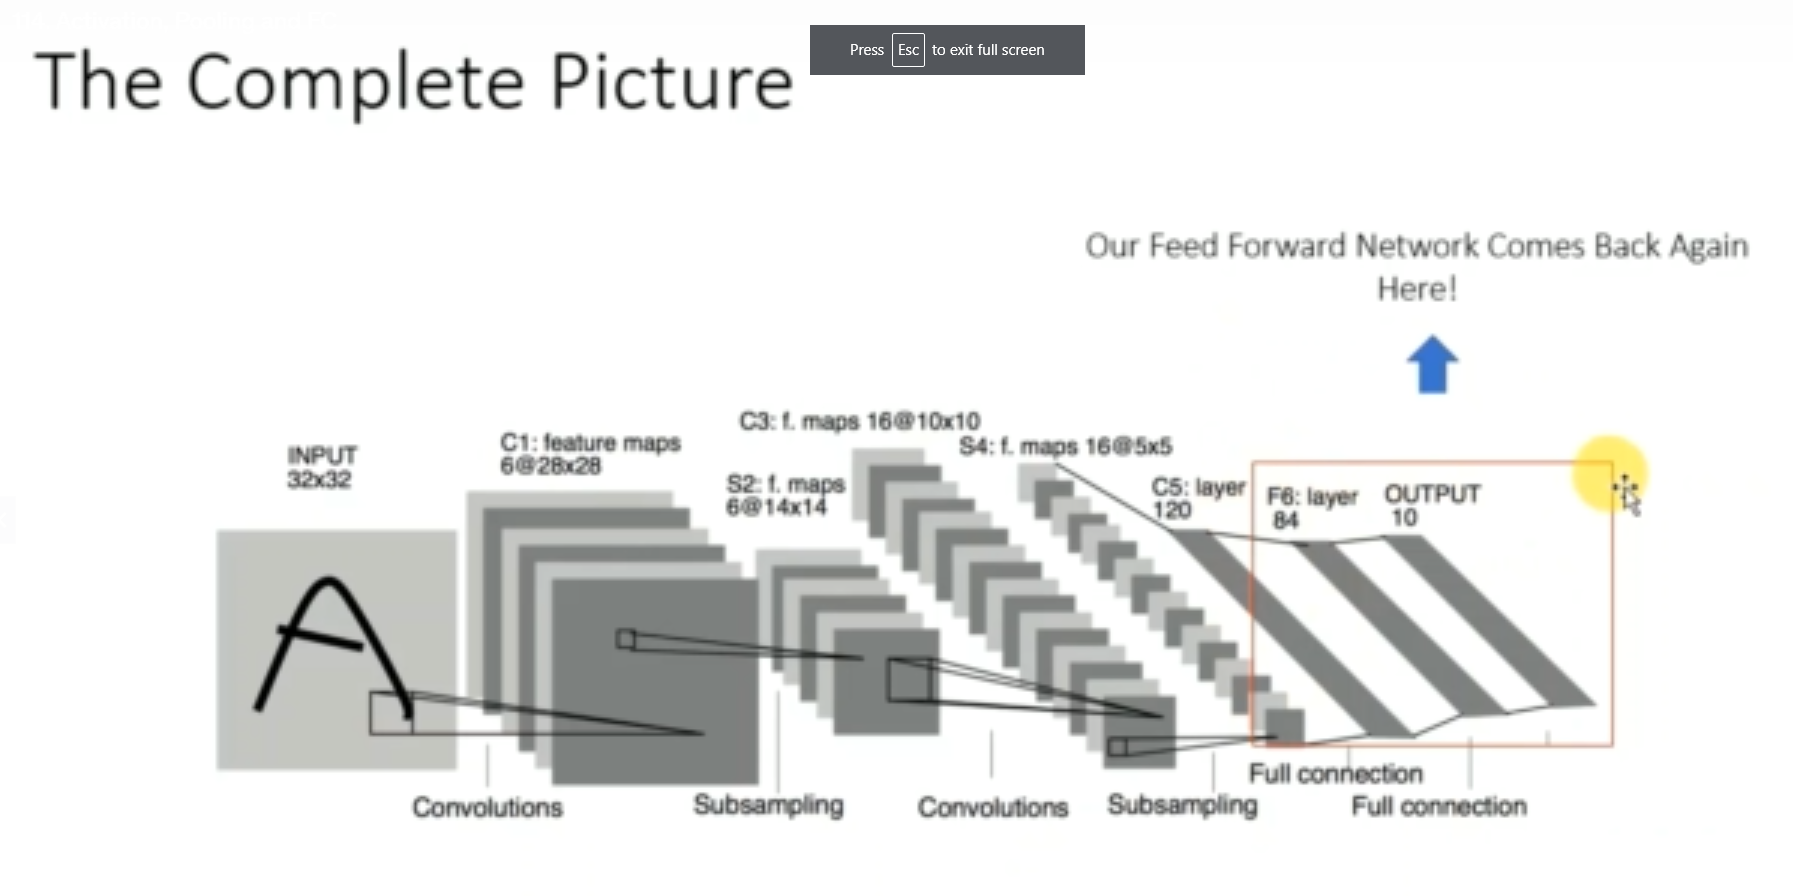 The Complete Picture
Press Esc to exit full screen
Our Feed Forward Network Comes Back Again
Here!
INPUT
32x32
C1: feature maps
6@28x28
S2: f. maps
6@14x14
C3: f. maps 16@10x10
S4: f. maps 16@5x5
C5: layer
120
F6: layer
84
OUTPUT
10
A
Convolutions
Subsampling
Convolutions
Subsampling
Full connection
Full connection